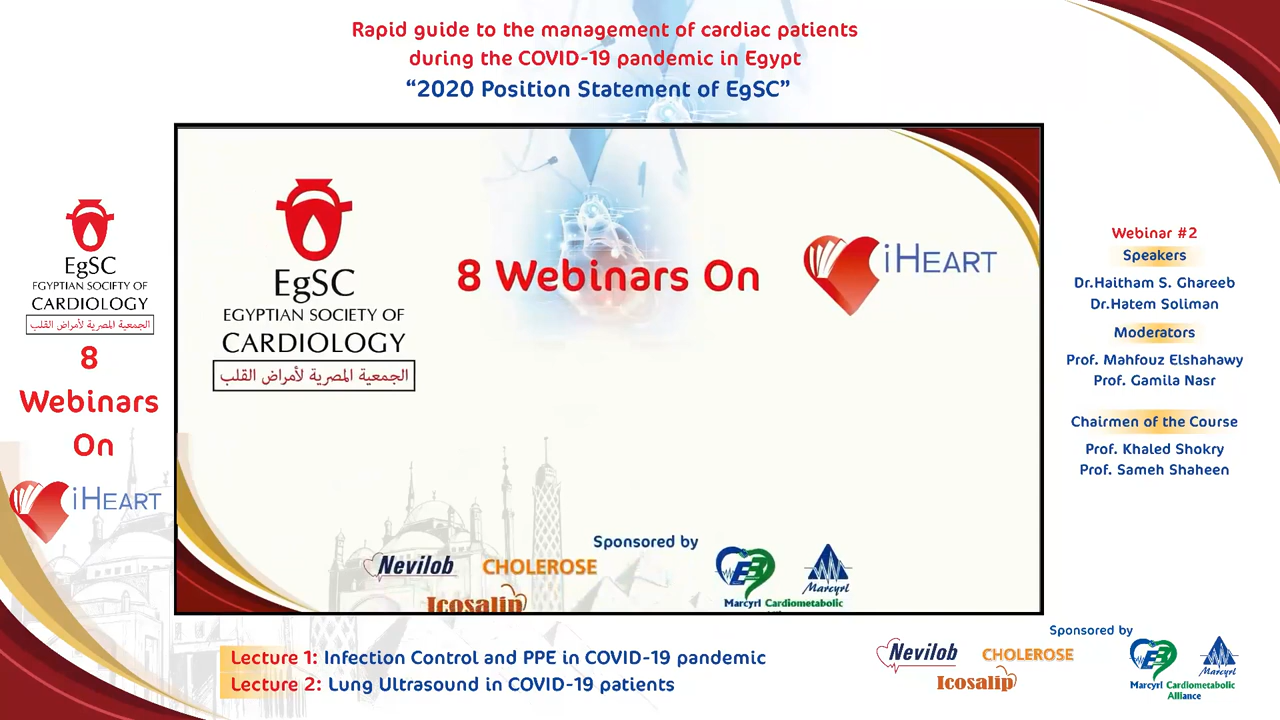 Rapid guide to the management of cardiac patients
during the COVID-19 pandemic in Egypt
“2020 Position Statement of EgSC”
EgSC
EGYPTIAN SOCIETY OF
CARDIOLOGY
الجمعية المصرية لأمراض القلب
8
Webinars
On
iHEART
EgSC
EGYPTIAN SOCIETY OF
CARDIOLOGY
الجمعية المصرية لأمراض القلب
8 Webinars On
iHEART
Sponsored by
Nevilob
CHOLEROSE
Icosalip
Marcyrl Cardiometabolic
Marcyrl
Webinar #2
Speakers
Dr.Haitham S. Ghareeb
Dr.Hatem Soliman
Moderators
Prof. Mahfouz Elshahawy
Prof. Gamila Nasr
Chairmen of the Course
Prof. Khaled Shokry
Prof. Sameh Shaheen
Lecture 1: Infection Control and PPE in COVID-19 pandemic
Lecture 2: Lung Ultrasound in COVID-19 patients
Sponsored by
Nevilob
CHOLEROSE
Icosalip
Marcyrl Cardiometabolic
Alliance
Marcyrl